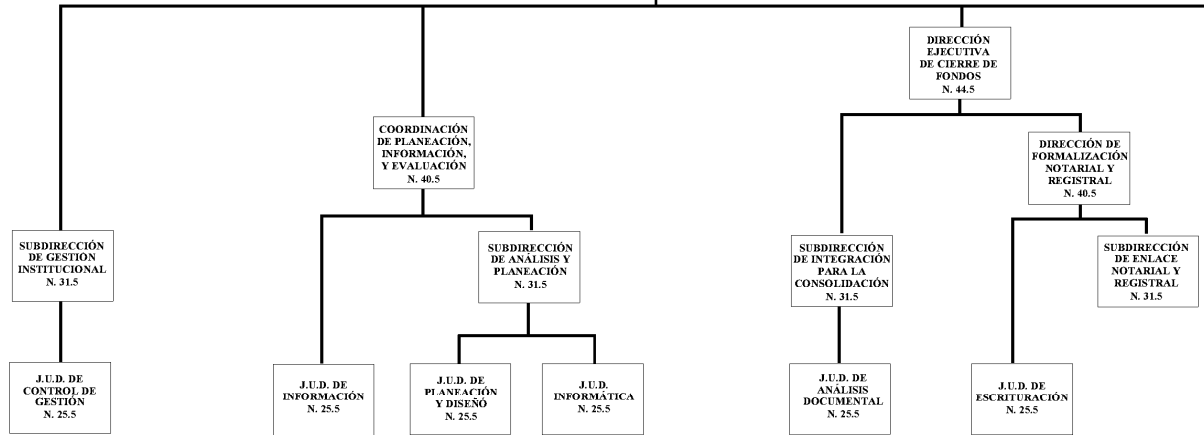 DIRECCIÓN
EJECUTIVA
DE CIERRE DE
FONDOS
N. 44.5
COORDINACIÓN
DE PLANEACIÓN,
INFORMACIÓN,
Y EVALUACIÓN
N. 40.5
DIRECCIÓN DE
FORMALIZACIÓN
NOTARIAL Y
REGISTRAL
N. 40.5
SUBDIRECCIÓN
DE GESTIÓN
INSTITUCIONAL
N. 31.5
SUBDIRECCIÓN
DE ANÁLISIS Y
PLANEACIÓN
N. 31.5
SUBDIRECCIÓN
DE INTEGRACIÓN
PARA LA
CONSOLIDACIÓN
N. 31.5
SUBDIRECCIÓN
DE ENLACE
NOTARIAL Y
REGISTRAL
N. 31.5
J.U.D. DE
CONTROL DE
GESTIÓN
N. 25.5
J.U.D. DE
INFORMACIÓN
N. 25.5
J.U.D. DE
PLANEACIÓN
Y DISEÑÓ
N. 25.5
J.U.D.
INFORMÁTICA
N. 25.5
J.U.D. DE
ANÁLISIS
DOCUMENTAL
N. 25.5
J.U.D. DE
ESCRITURACIÓN
N. 25.5